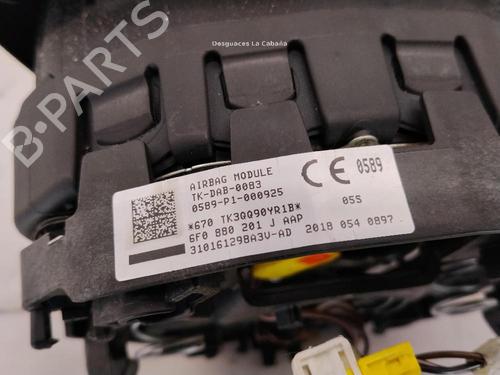 Desguaces La Cabaña
AIRBAG MODULE
TK-DAB-0083
0589-P1-000925
CE 0589
*670 TK3QQ90YR1B*
05S
6F0 880 201 J AAP
31016129BA3V-AD 2018 054 0897
B-PARTS